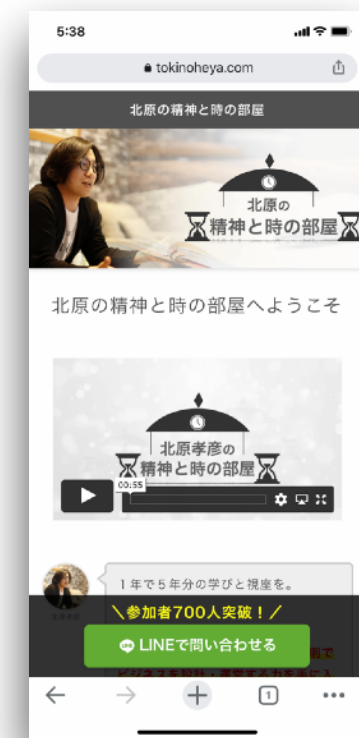 5:38
tokinoheya.com
北原の精神と時の部屋
北原の
精神と時の部屋
北原の精神と時の部屋へようこそ
北原孝彦の
精神と時の部屋
00:55
1年で5年分の学びと視座を。
＼参加者700人突破！／
LINEで問い合わせる
1